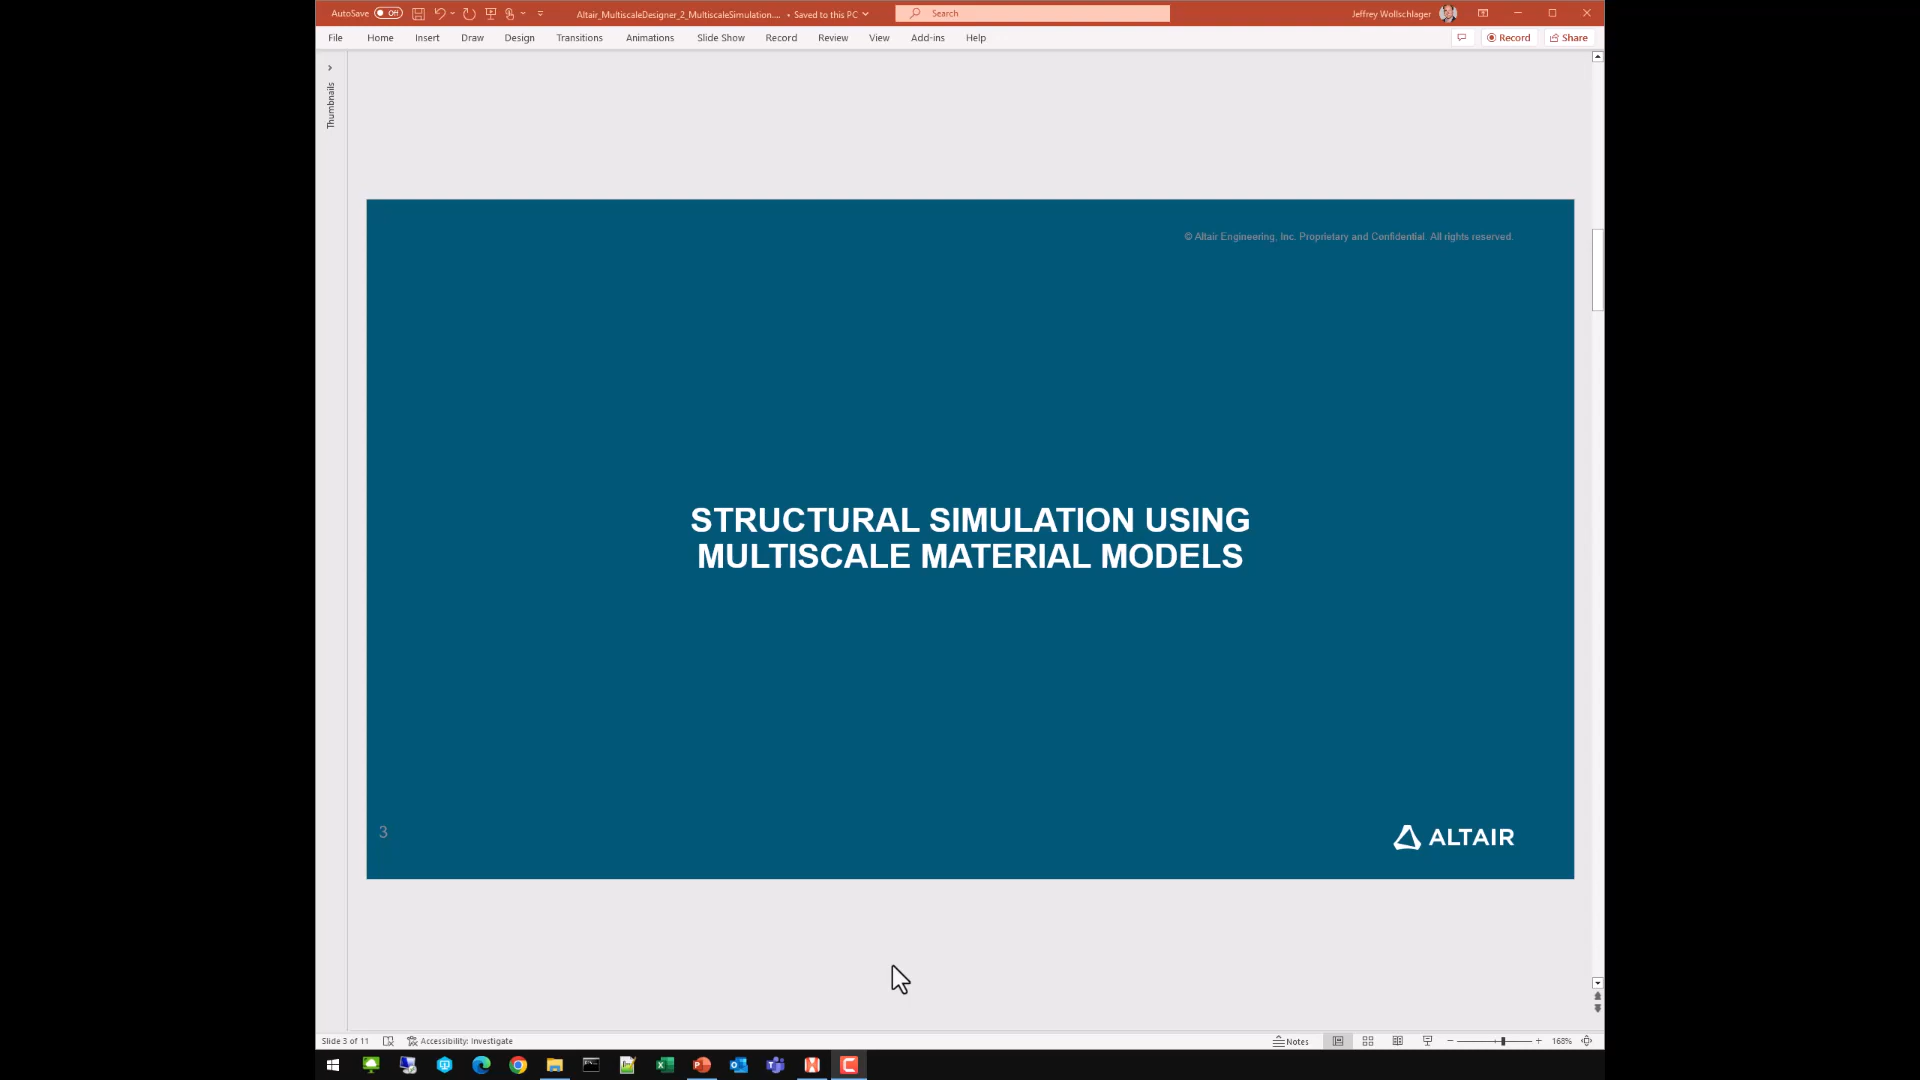 AutoSave Off Altair_MultiscaleDesigner_2_MultiscaleSimulation.... • Saved to this PC Search Jeffrey Wollschlager
File Home Insert Draw Design Transitions Animations Slide Show Record Review View Add-ins Help Record Share
Thumbnails
© Altair Engineering, Inc. Proprietary and Confidential. All rights reserved.
STRUCTURAL SIMULATION USING
MULTISCALE MATERIAL MODELS
3
ALTAIR
Slide 3 of 11 Accessibility: Investigate Notes 168%